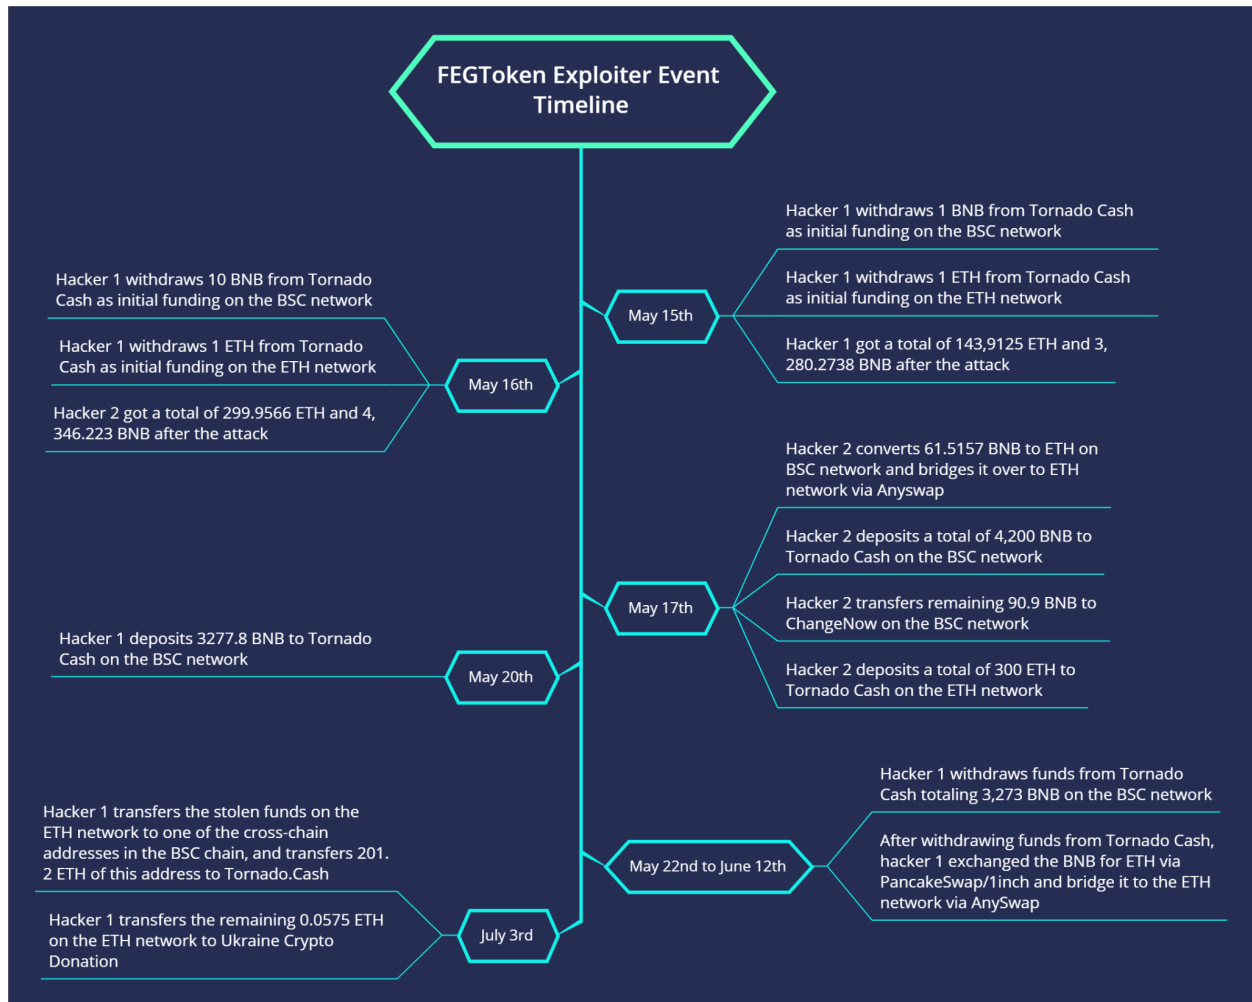 FEGToken Exploiter Event
Timeline
Hacker 1 withdraws 1 BNB from Tornado Cash
as initial funding on the BSC network
Hacker 1 withdraws 1 ETH from Tornado Cash
as initial funding on the ETH network
Hacker 1 got a total of 143,9125 ETH and 3,
280.2738 BNB after the attack
May 15th
Hacker 1 withdraws 10 BNB from Tornado
Cash as initial funding on the BSC network
Hacker 1 withdraws 1 ETH from Tornado
Cash as initial funding on the ETH network
Hacker 2 got a total of 299.9566 ETH and 4,
346.223 BNB after the attack
May 16th
Hacker 2 converts 61.5157 BNB to ETH on
BSC network and bridges it over to ETH
network via Anyswap
Hacker 2 deposits a total of 4,200 BNB to
Tornado Cash on the BSC network
Hacker 2 transfers remaining 90.9 BNB to
ChangeNow on the BSC network
Hacker 2 deposits a total of 300 ETH to
Tornado Cash on the ETH network
May 17th
Hacker 1 deposits 3277.8 BNB to Tornado
Cash on the BSC network
May 20th
Hacker 1 withdraws funds from Tornado
Cash totaling 3,273 BNB on the BSC network
After withdrawing funds from Tornado Cash,
hacker 1 exchanged the BNB for ETH via
PancakeSwap/1inch and bridge it to the ETH
network via AnySwap
May 22nd to June 12th
Hacker 1 transfers the stolen funds on the
ETH network to one of the cross-chain
addresses in the BSC chain, and transfers 201.
2 ETH of this address to Tornado.Cash
Hacker 1 transfers the remaining 0.0575 ETH
on the ETH network to Ukraine Crypto
Donation
July 3rd